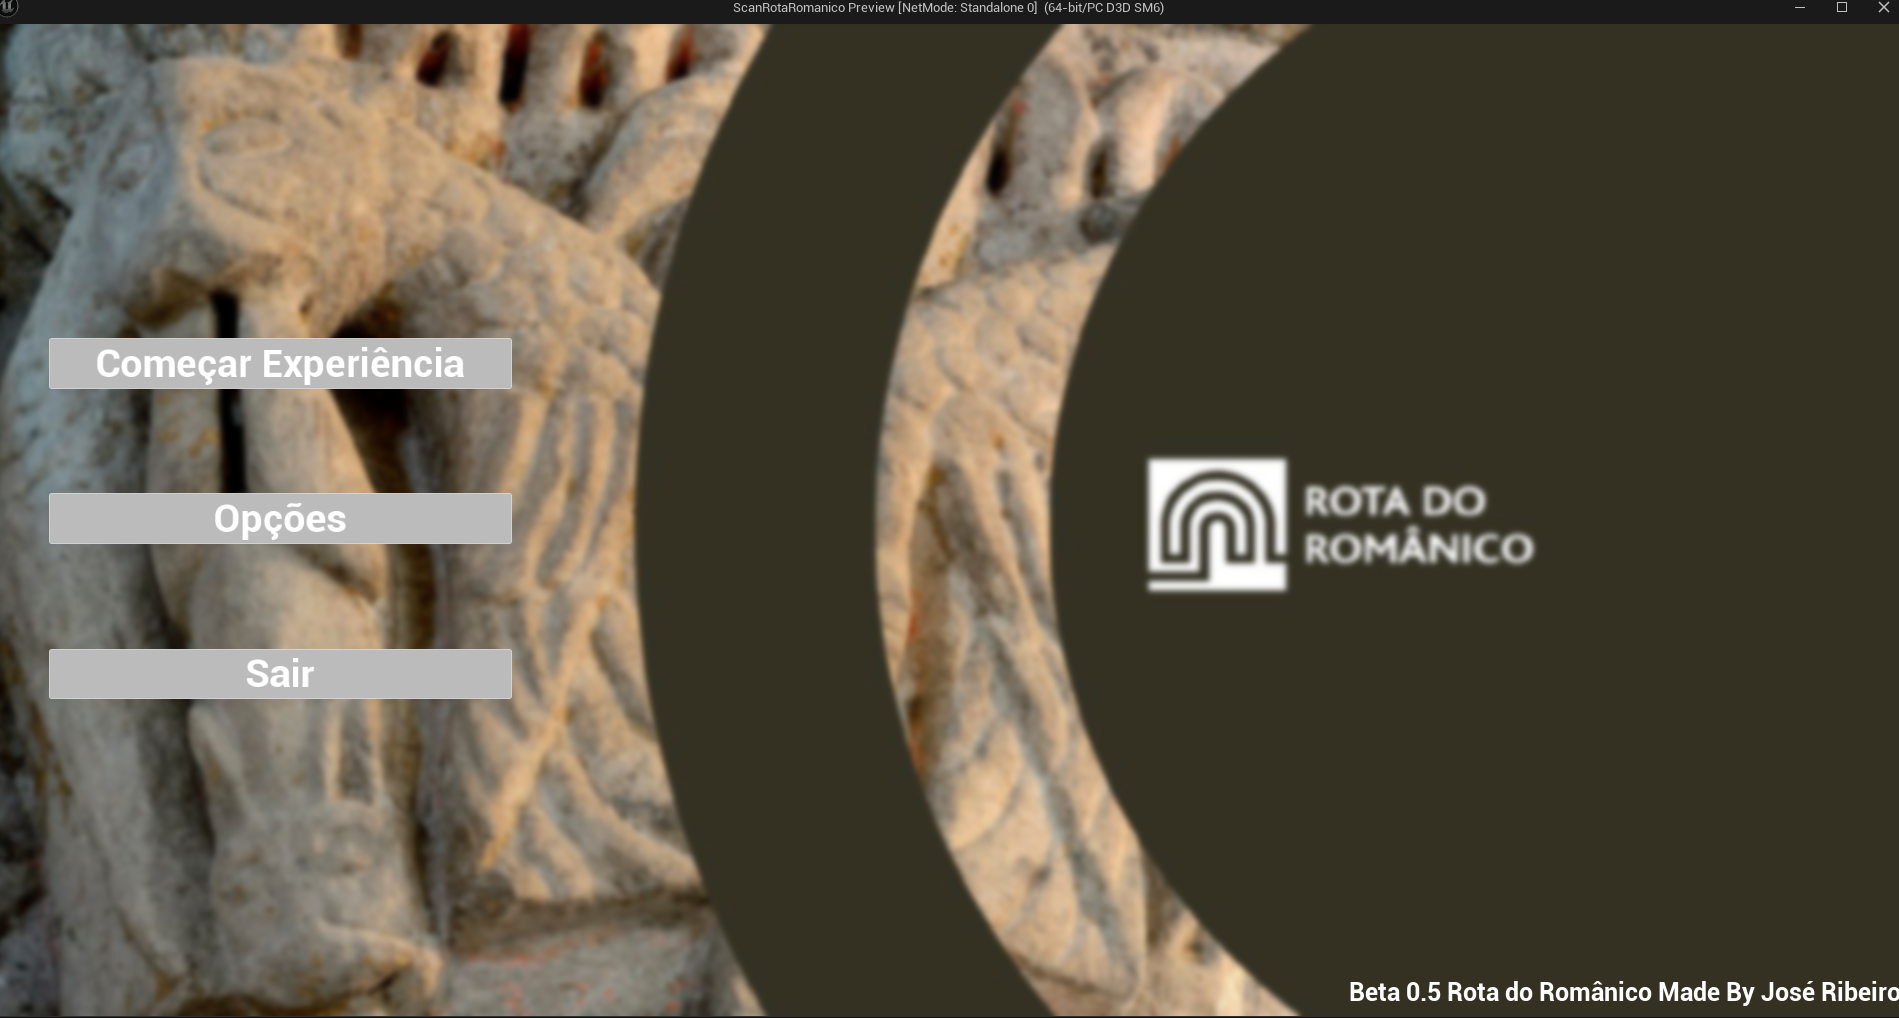 ScanRotaRomanico Preview [NetMode: Standalone 0] (64-bit/PC D3D SM6)
Começar Experiência
Opções
Sair
ROTA DO
ROMÂNICO
Beta 0.5 Rota do Românico Made By José Ribeiro